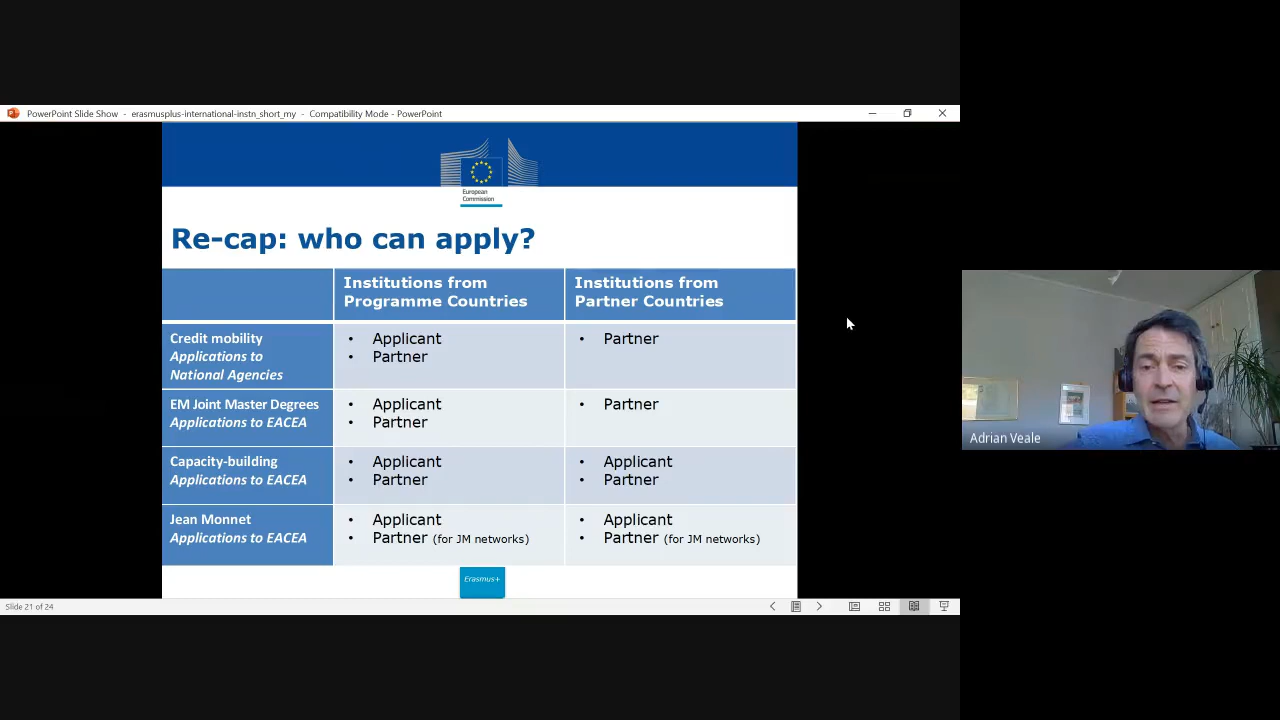 PowerPoint Slide Show - erasmusplus-international-instn_short_my - Compatibility Mode - PowerPoint
European
Commission
Re-cap: who can apply?
Institutions from
Programme Countries
Institutions from
Partner Countries
Credit mobility
Applications to
National Agencies
• Applicant
• Partner
• Partner
EM Joint Master Degrees
Applications to EACEA
• Applicant
• Partner
• Partner
Capacity-building
Applications to EACEA
• Applicant
• Partner
• Applicant
• Partner
Jean Monnet
Applications to EACEA
• Applicant
• Partner (for JM networks)
• Applicant
• Partner (for JM networks)
Erasmus+
Slide 21 of 24
Adrian Veale